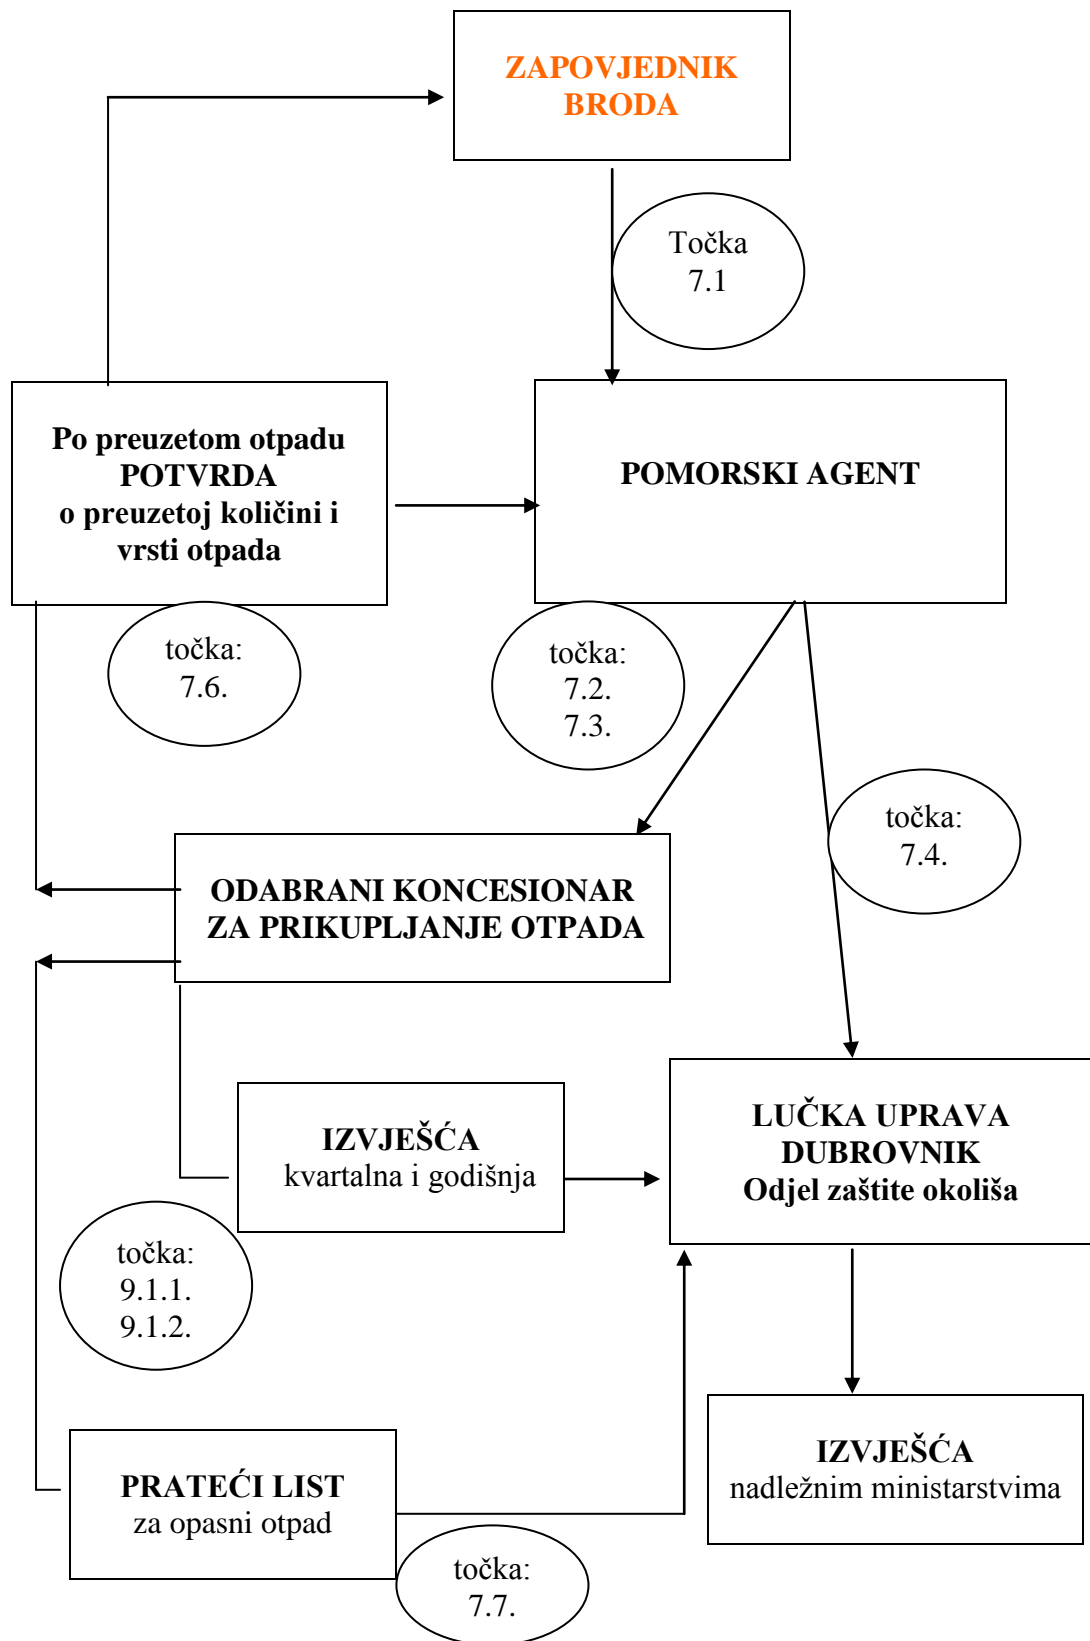 ZAPOVJEDNIK
BRODA
Točka
7.1
Po preuzetom otpadu
POTVRDA
o preuzetoj količini i
vrsti otpada
POMORSKI AGENT
točka:
7.6.
točka:
7.2.
7.3.
točka:
7.4.
ODABRANI KONCESIONAR
ZA PRIKUPLJANJE OTPADA
IZVJEŠĆA
kvartalna i godišnja
LUČKA UPRAVA
DUBROVNIK
Odjel zaštite okoliša
točka:
9.1.1.
9.1.2.
PRATEĆI LIST
za opasni otpad
IZVJEŠĆA
nadležnim ministarstvima
točka:
7.7.